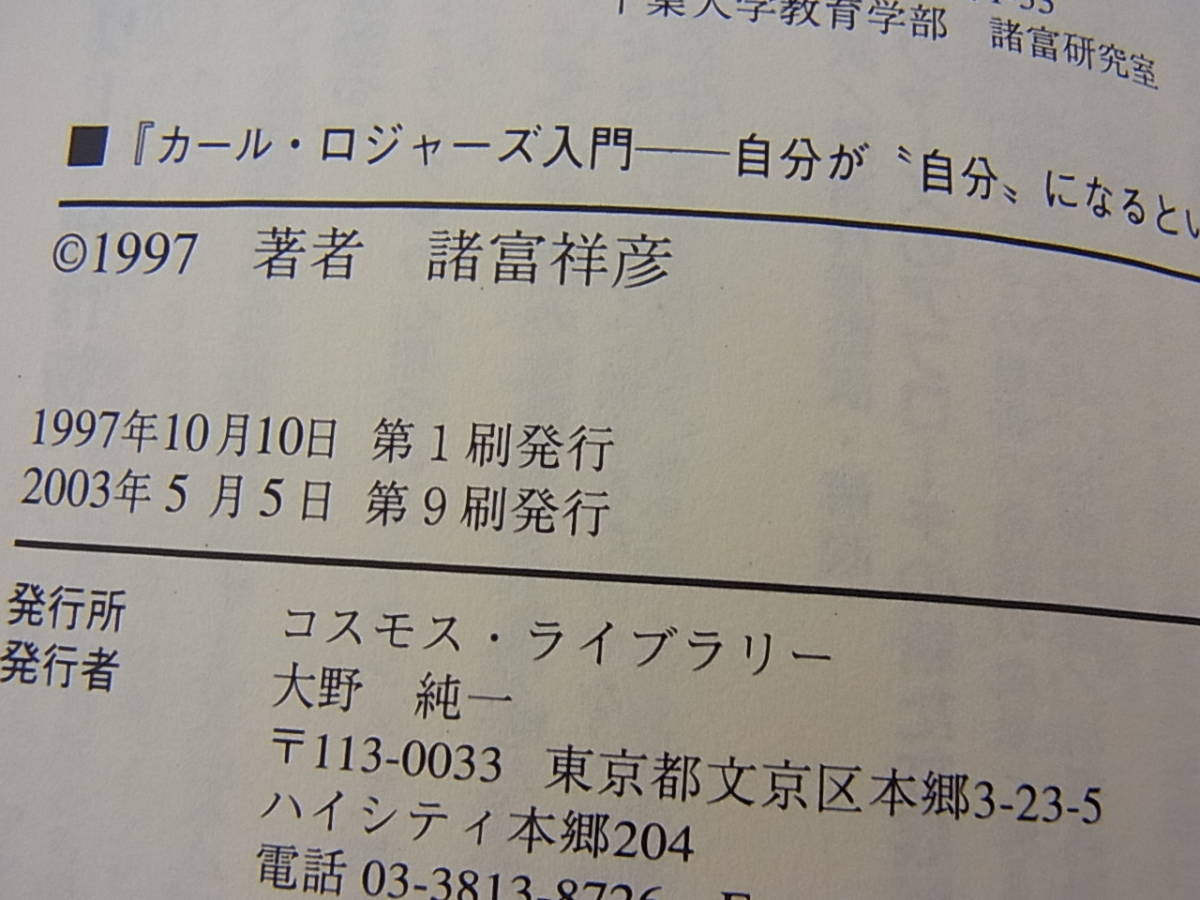 千葉大学教育学部　諸富研究室
■『カール・ロジャーズ入門――自分が〝自分〟になるとい
©1997　著者　諸富祥彦
1997年10月10日 第1刷発行
2003年 5 月 5 日 第9刷発行
発行所　コスモス・ライブラリー
発行者　大野　純一
〒113-0033　東京都文京区本郷3-23-5
ハイシティ本郷204
電話 03-3813-8726